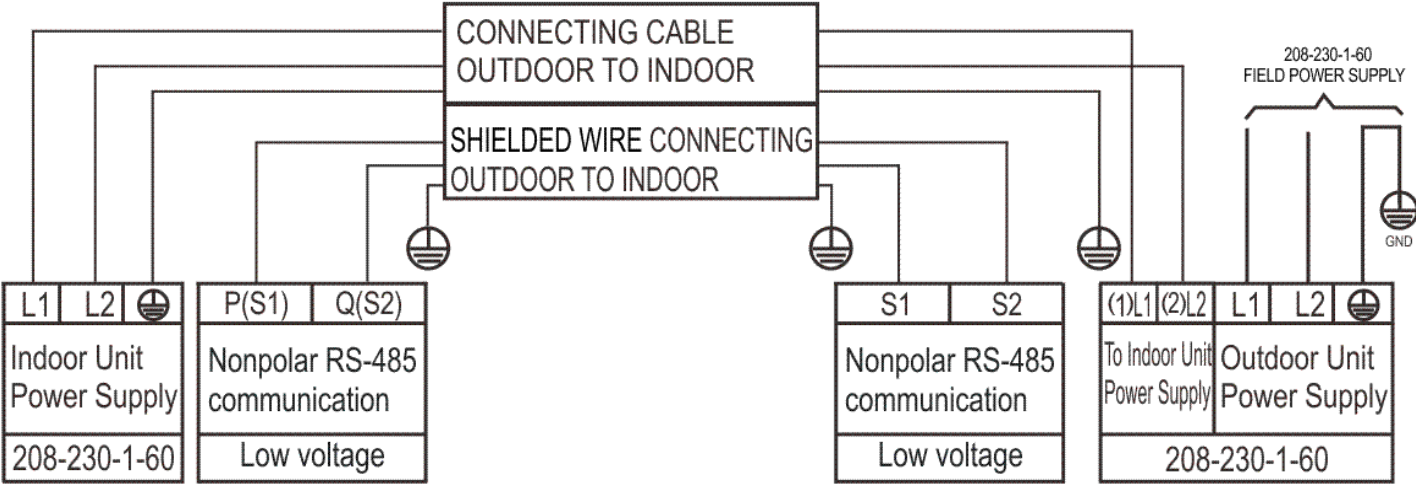 CONNECTING CABLE
OUTDOOR TO INDOOR
SHIELDED WIRE CONNECTING
OUTDOOR TO INDOOR
208-230-1-60
FIELD POWER SUPPLY
GND
L1 L2
Indoor Unit
Power Supply
208-230-1-60
P(S1) Q(S2)
Nonpolar RS-485
communication
Low voltage
S1 S2
Nonpolar RS-485
communication
Low voltage
(1)L1 (2)L2 L1 L2
To Indoor Unit
Power Supply
Outdoor Unit
Power Supply
208-230-1-60